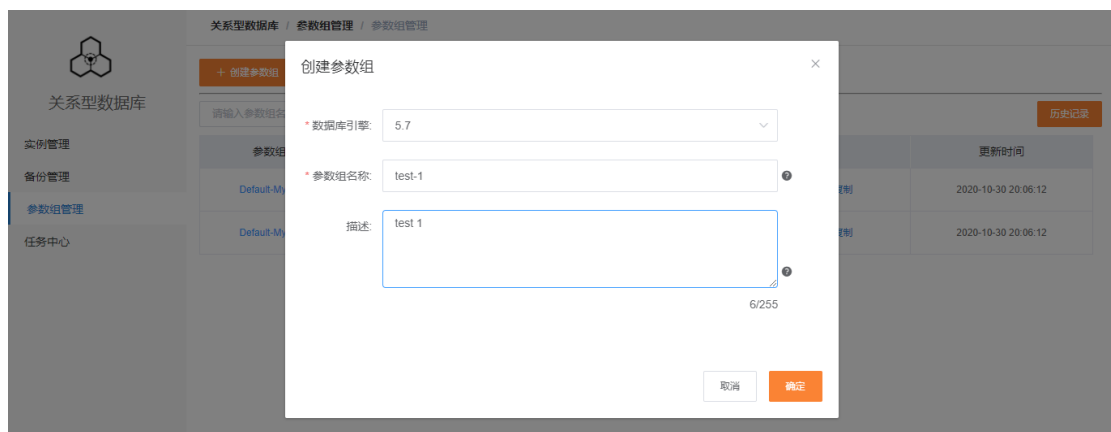 关系型数据库 / 参数组管理 / 参数组管理
关系型数据库
实例管理
备份管理
参数组管理
任务中心
+ 创建参数组
请输入参数组名
历史记录
参数组
更新时间
Default-My
复制
2020-10-30 20:06:12
Default-My
复制
2020-10-30 20:06:12
创建参数组
×
* 数据库引擎: 5.7
* 参数组名称: test-1
描述: test 1
6/255
取消
确定